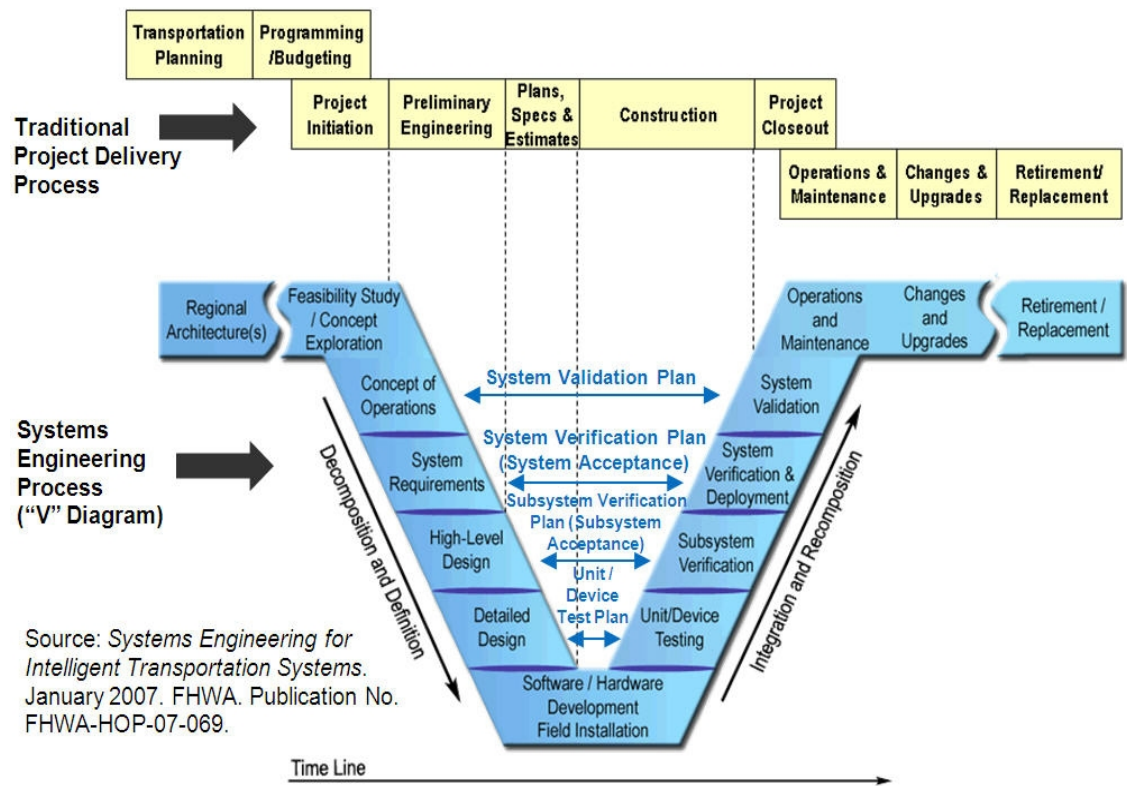 Transportation
Planning
Programming
/Budgeting
Project
Initiation
Preliminary
Engineering
Plans,
Specs &
Estimates
Construction
Project
Closeout
Traditional
Project Delivery
Process
Operations &
Maintenance
Changes &
Upgrades
Retirement/
Replacement
Regional
Architecture(s)
Feasibility Study
/ Concept
Exploration
Operations
and
Maintenance
Changes
and
Upgrades
Retirement /
Replacement
Concept of
Operations
System Validation Plan
System
Validation
Systems
Engineering
Process
("V" Diagram)
Decomposition and Definition
System
Requirements
System Verification Plan
(System Acceptance)
System
Verification &
Deployment
Integration and Recomposition
High-Level
Design
Subsystem Verification
Plan (Subsystem
Acceptance)
Subsystem
Verification
Detailed
Design
Unit /
Device
Test Plan
Unit/Device
Testing
Software / Hardware
Development
Field Installation
Source: Systems Engineering for
Intelligent Transportation Systems.
January 2007. FHWA. Publication No.
FHWA-HOP-07-069.
Time Line